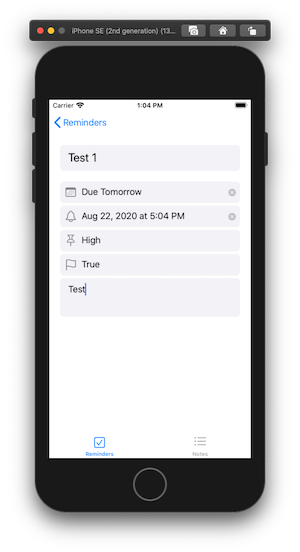 iPhone SE (2nd generation) (13...
Carrier 1:04 PM
Reminders
Test 1
Due Tomorrow
Aug 22, 2020 at 5:04 PM
High
True
Test
Reminders Notes